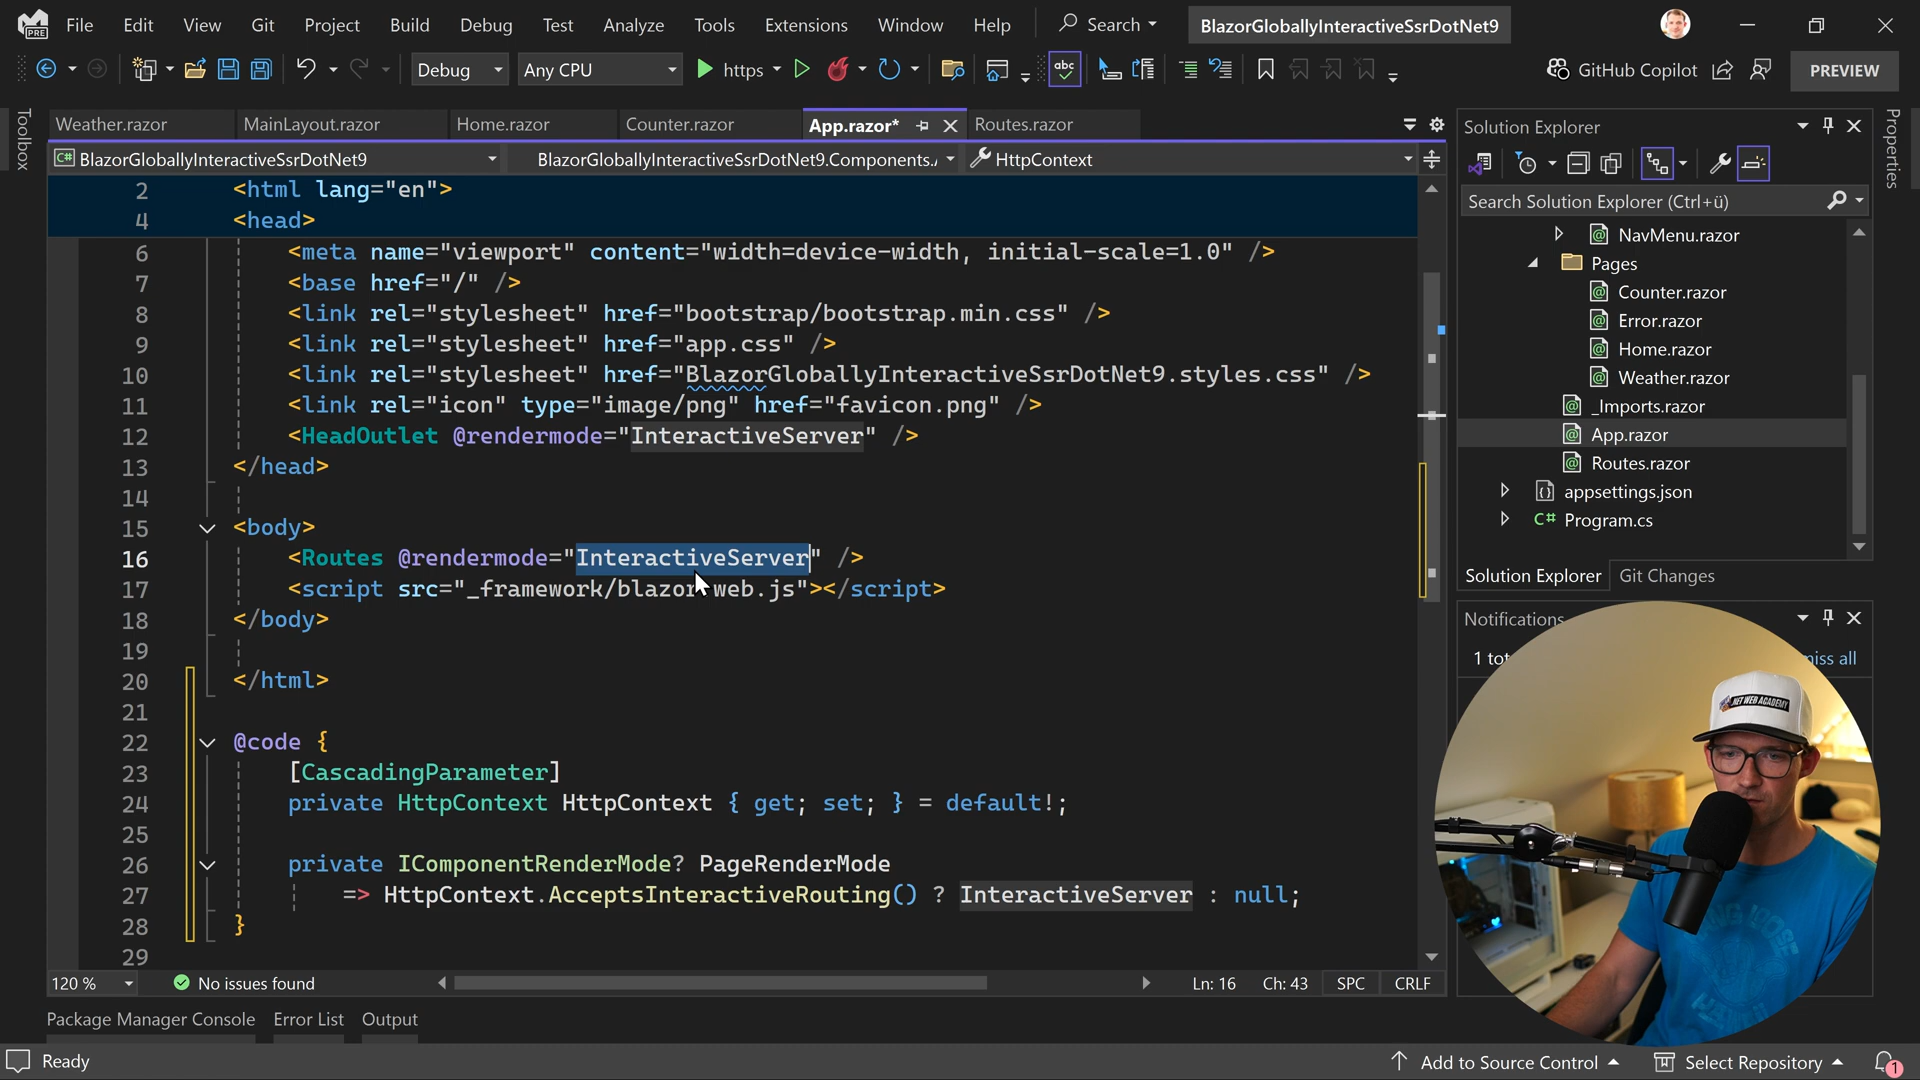 File Edit View Git Project Build Debug Test Analyze Tools Extensions Window Help Search BlazorGloballyInteractiveSsrDotNet9
PRE
Debug Any CPU https abc GitHub Copilot PREVIEW
Toolbox
Weather.razor MainLayout.razor Home.razor Counter.razor App.razor* Routes.razor
C# BlazorGloballyInteractiveSsrDotNet9 BlazorGloballyInteractiveSsrDotNet9.Components. HttpContext
2 <html lang="en">
4 <head>
6 <meta name="viewport" content="width=device-width, initial-scale=1.0" />
7 <base href="/" />
8 <link rel="stylesheet" href="bootstrap/bootstrap.min.css" />
9 <link rel="stylesheet" href="app.css" />
10 <link rel="stylesheet" href="BlazorGloballyInteractiveSsrDotNet9.styles.css" />
11 <link rel="icon" type="image/png" href="favicon.png" />
12 <HeadOutlet @rendermode="InteractiveServer" />
13 </head>
14
15 <body>
16 <Routes @rendermode="InteractiveServer" />
17 <script src="_framework/blazor web.js"></script>
18 </body>
19
20 </html>
21
22 @code {
23 [CascadingParameter]
24 private HttpContext HttpContext { get; set; } = default!;
25
26 private IComponentRenderMode? PageRenderMode
27 => HttpContext.AcceptsInteractiveRouting() ? InteractiveServer : null;
28 }
29
120 % No issues found Ln: 16 Ch: 43 SPC CRLF
Package Manager Console Error List Output
Ready Add to Source Control Select Repository 1
Solution Explorer
Search Solution Explorer (Ctrl+ü)
NavMenu.razor
Pages
Counter.razor
Error.razor
Home.razor
Weather.razor
_Imports.razor
App.razor
Routes.razor
appsettings.json
C# Program.cs
Solution Explorer Git Changes
Notifications
1 tot miss all
Properties
.NET WEB ACADEMY